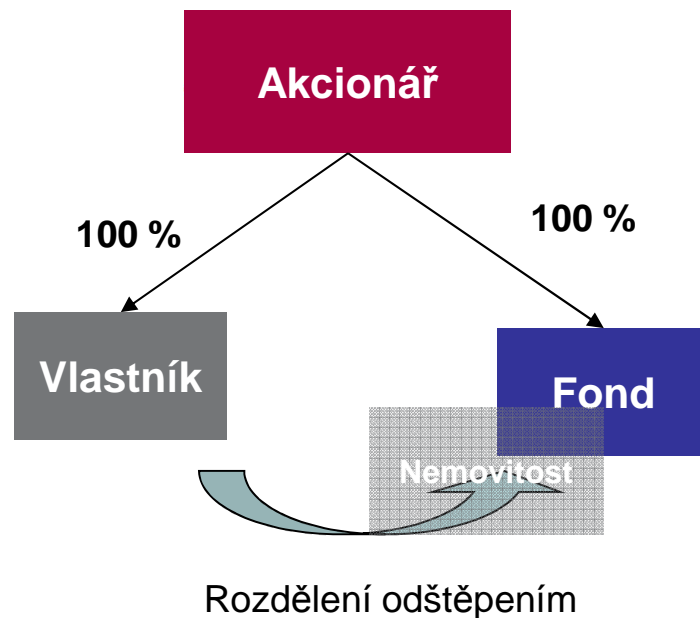 Akcionář
100 %
100 %
Vlastník
Fond
Nemovitost
Rozdělení odštěpením